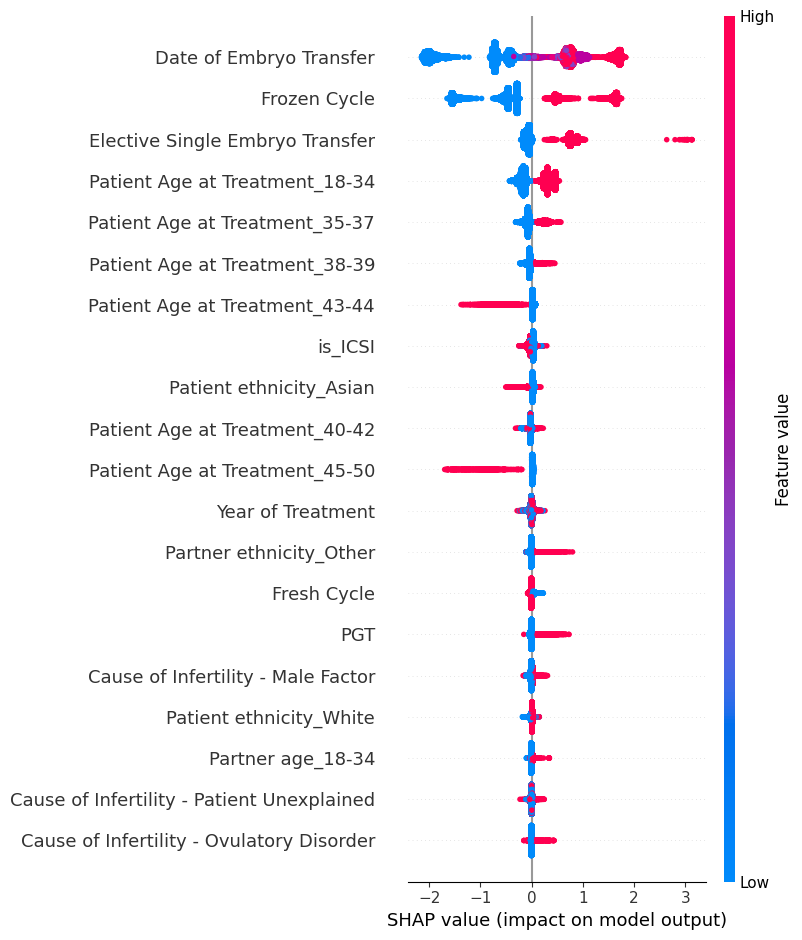 High
Date of Embryo Transfer
Frozen Cycle
Elective Single Embryo Transfer
Patient Age at Treatment_18-34
Patient Age at Treatment_35-37
Patient Age at Treatment_38-39
Patient Age at Treatment_43-44
is_ICSI
Patient ethnicity_Asian
Patient Age at Treatment_40-42
Patient Age at Treatment_45-50
Year of Treatment
Partner ethnicity_Other
Fresh Cycle
PGT
Cause of Infertility - Male Factor
Patient ethnicity_White
Partner age_18-34
Cause of Infertility - Patient Unexplained
Cause of Infertility - Ovulatory Disorder
Feature value
Low
−2 −1 0 1 2 3
SHAP value (impact on model output)